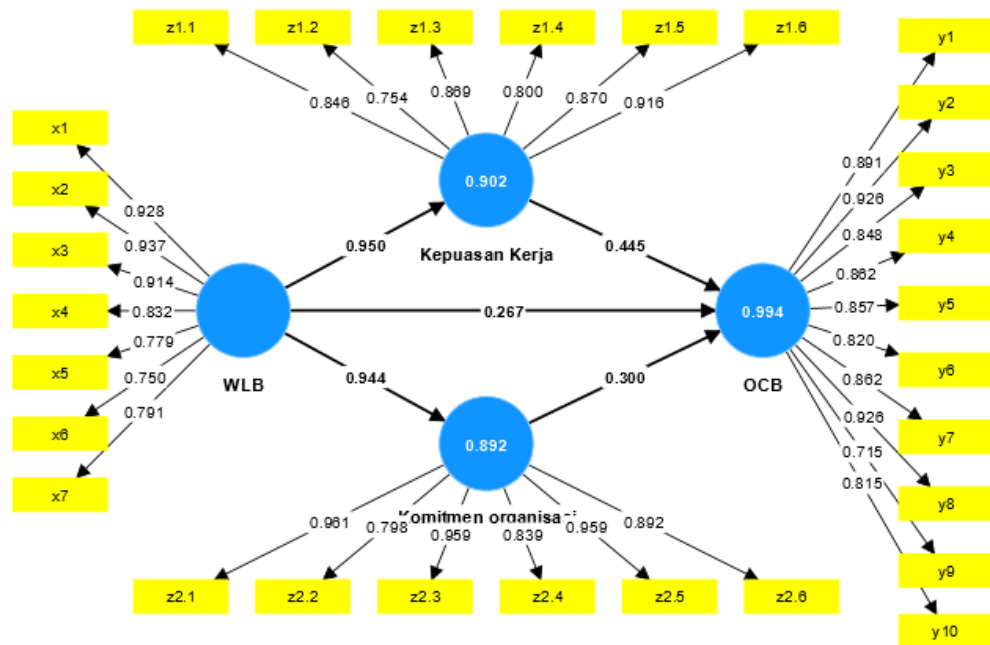 z1.1 z1.2 z1.3 z1.4 z1.5 z1.6
0.846 0.754 0.869 0.800 0.870 0.916
x1
x2
x3
x4
x5
x6
x7
0.928
0.937
0.914
0.832
0.779
0.750
0.791
WLB
0.950
0.267
0.944
0.902
Kepuasan Kerja
0.445
0.892
Komitmen organisasi
0.300
0.994
OCB
0.891
0.926
0.848
0.862
0.857
0.820
0.862
0.926
0.715
0.815
y1
y2
y3
y4
y5
y6
y7
y8
y9
y10
0.961 0.798 0.959 0.839 0.959 0.892
z2.1 z2.2 z2.3 z2.4 z2.5 z2.6